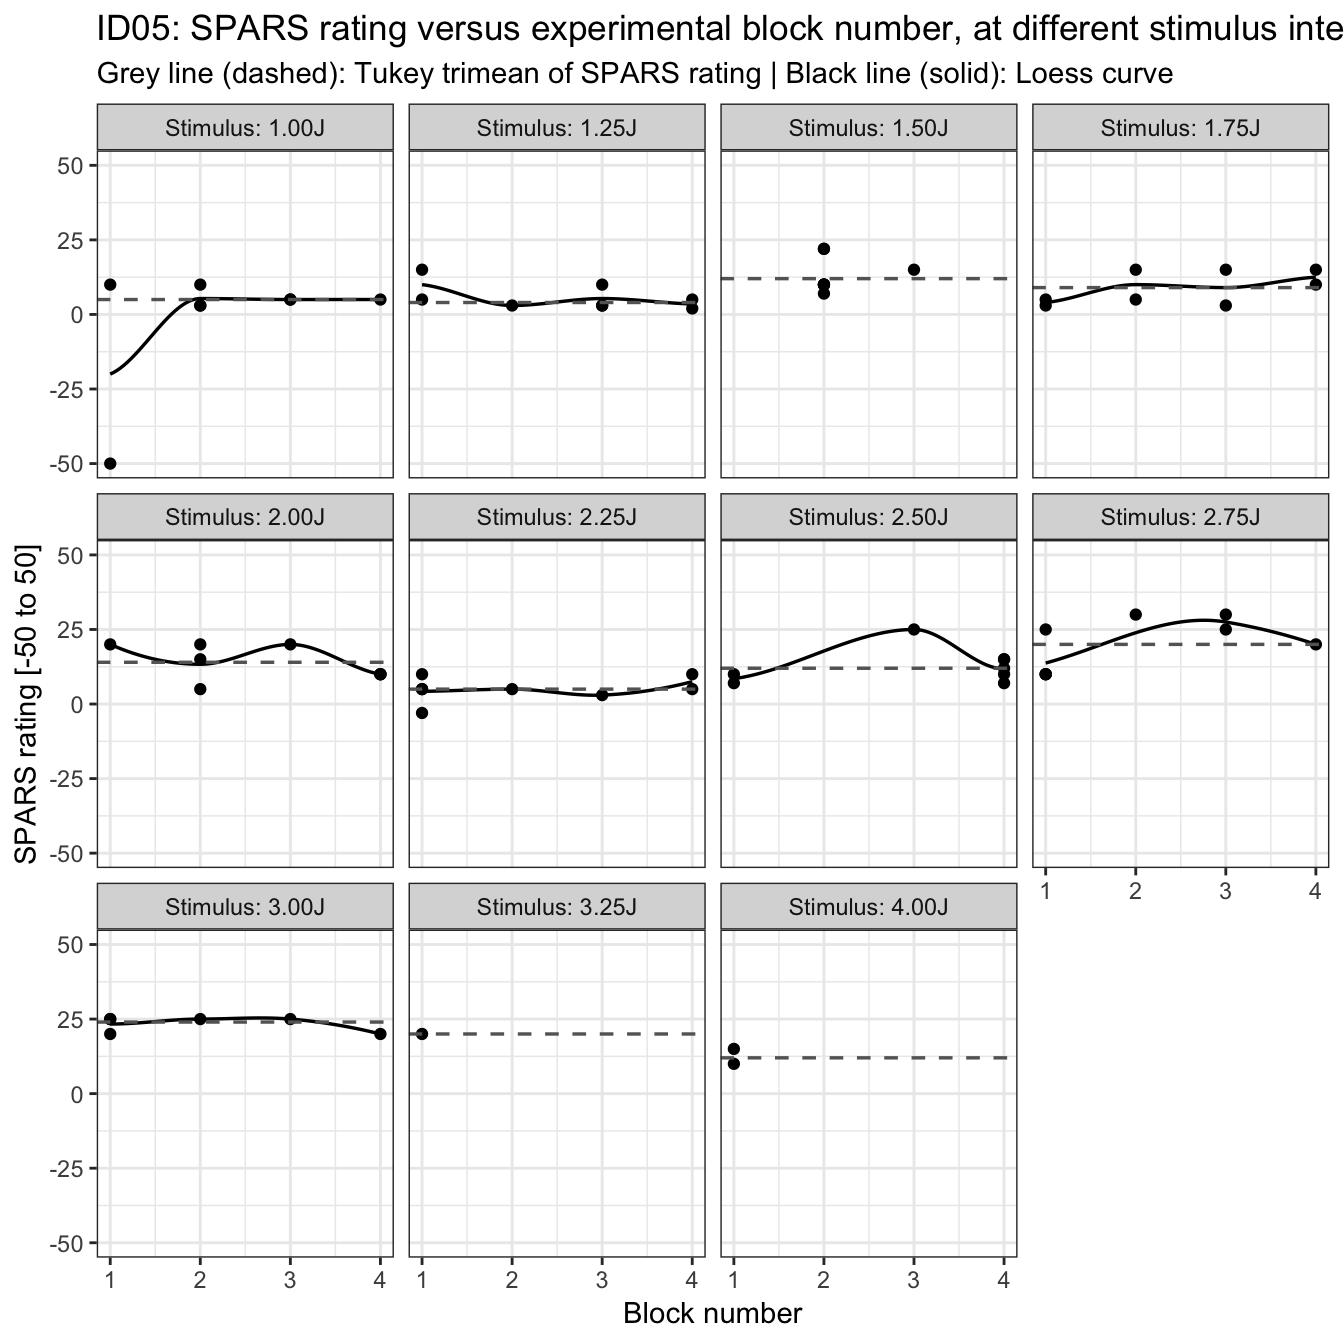 ID05: SPARS rating versus experimental block number, at different stimulus inte
Grey line (dashed): Tukey trimean of SPARS rating | Black line (solid): Loess curve
Stimulus: 1.00J Stimulus: 1.25J Stimulus: 1.50J Stimulus: 1.75J
50
25
0
-25
-50
Stimulus: 2.00J Stimulus: 2.25J Stimulus: 2.50J Stimulus: 2.75J
50
25
0
-25
-50
1 2 3 4
SPARS rating [-50 to 50]
Stimulus: 3.00J Stimulus: 3.25J Stimulus: 4.00J
50
25
0
-25
-50
1 2 3 4 1 2 3 4 1 2 3 4
Block number